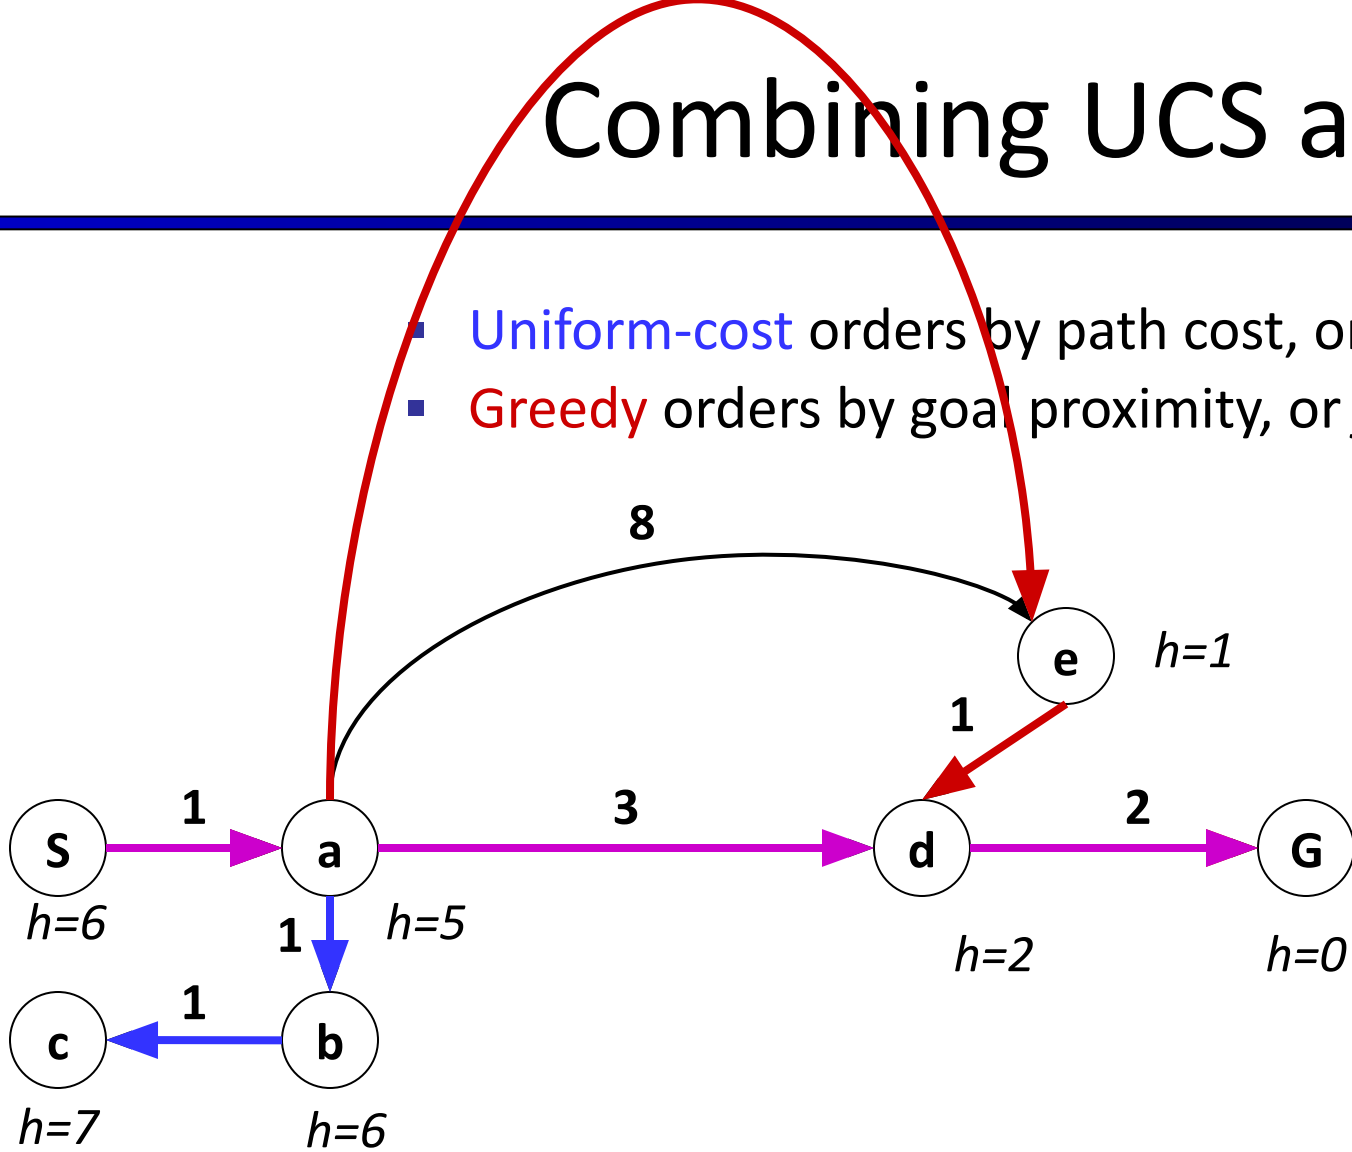 Combining UCS a
Uniform-cost orders by path cost, or
Greedy orders by goal proximity, or
8
e h=1
1
S 1 a 3 d 2 G
h=6 1 h=5 h=2 h=0
c 1 b
h=7 h=6